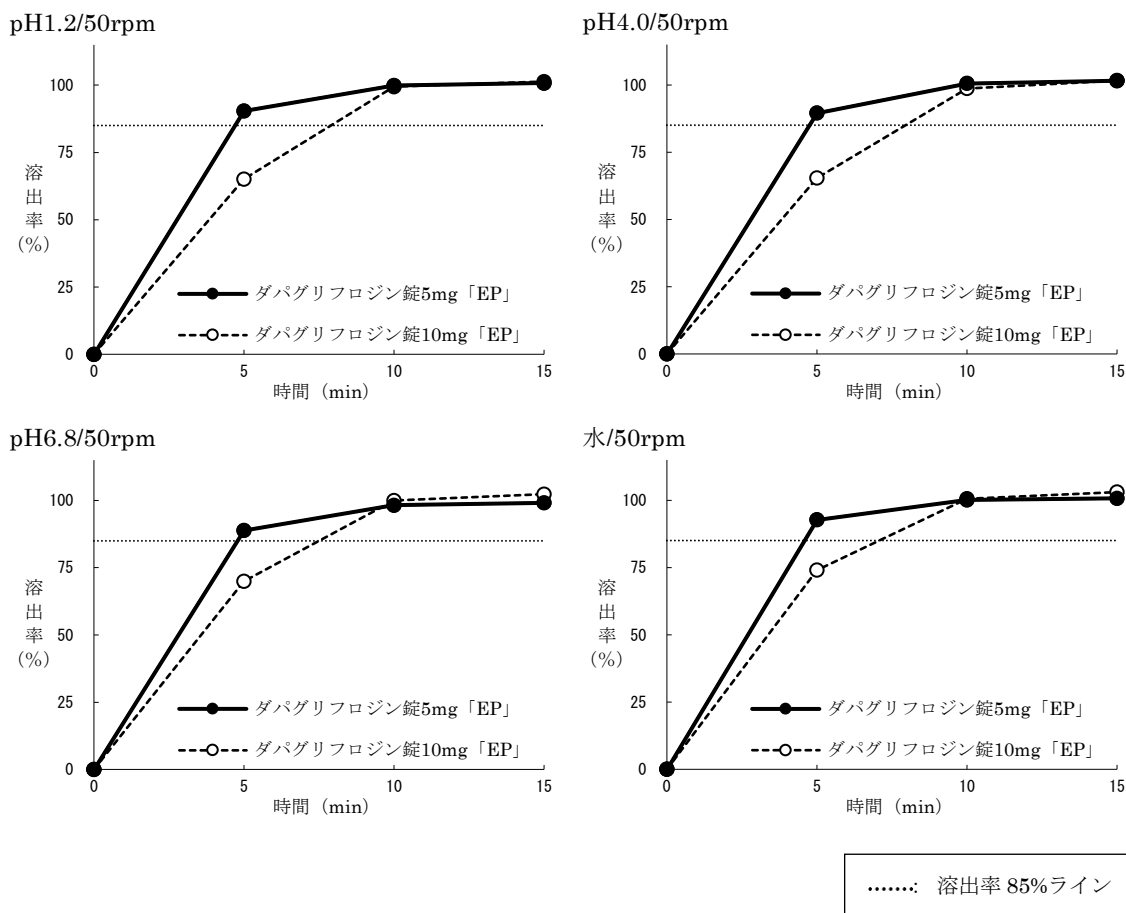 pH1.2/50rpm
100
75
50
25
0
溶出率(%)
ダパグリフロジン錠5mg「EP」
ダパグリフロジン錠10mg「EP」
0 5 10 15
時間 (min)
pH4.0/50rpm
100
75
50
25
0
溶出率(%)
ダパグリフロジン錠5mg「EP」
ダパグリフロジン錠10mg「EP」
0 5 10 15
時間 (min)
pH6.8/50rpm
100
75
50
25
0
溶出率(%)
ダパグリフロジン錠5mg「EP」
ダパグリフロジン錠10mg「EP」
0 5 10 15
時間 (min)
水/50rpm
100
75
50
25
0
溶出率(%)
ダパグリフロジン錠5mg「EP」
ダパグリフロジン錠10mg「EP」
0 5 10 15
時間 (min)
........: 溶出率 85%ライン